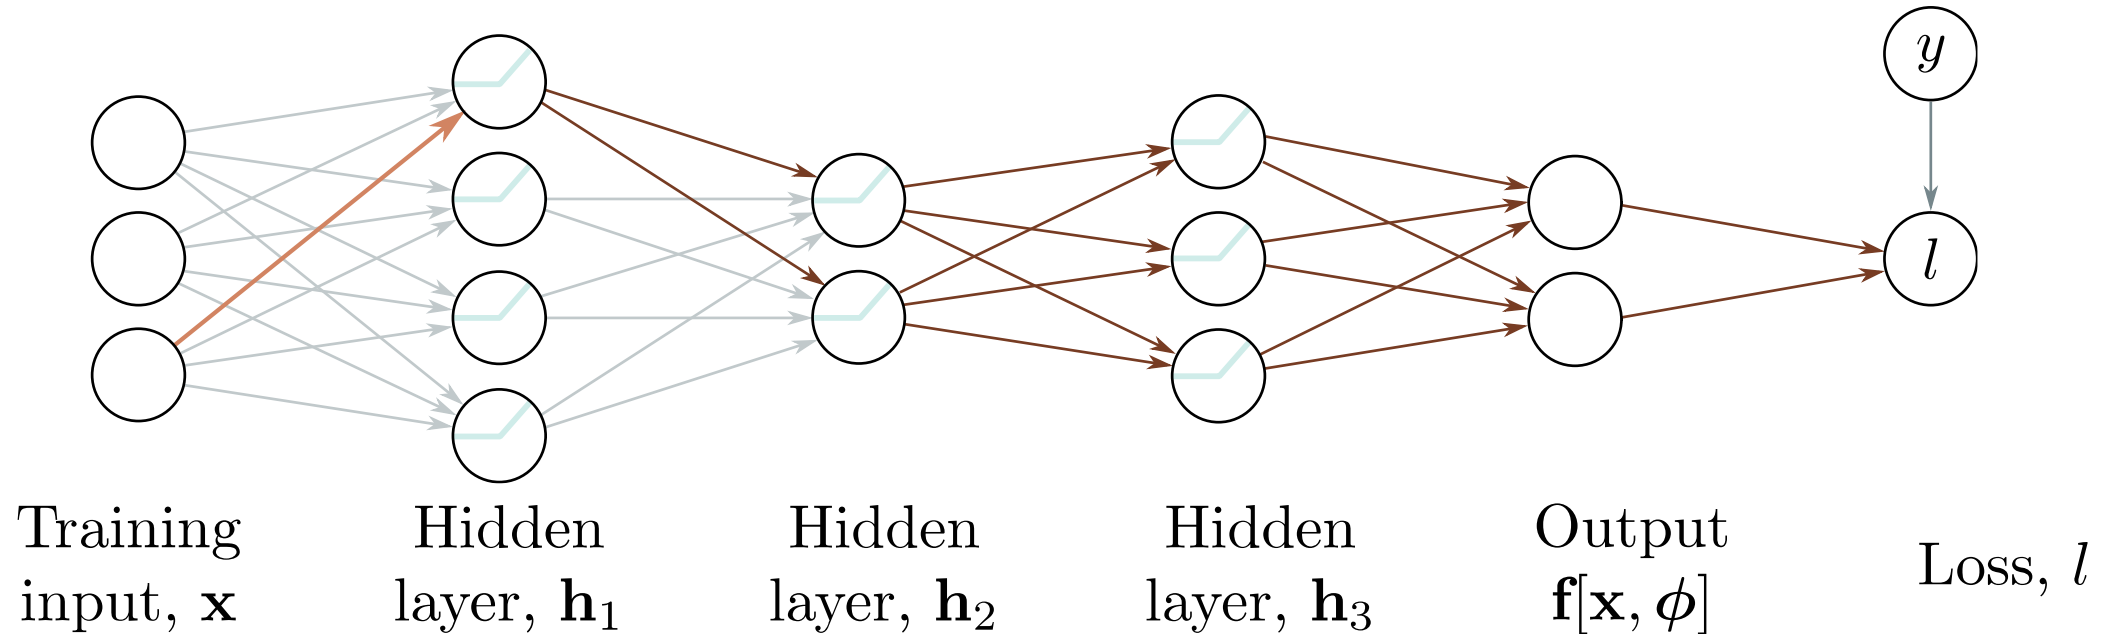 y
l
Training
input, x
Hidden
layer, h₁
Hidden
layer, h₂
Hidden
layer, h₃
Output
f[x, ϕ]
Loss, l